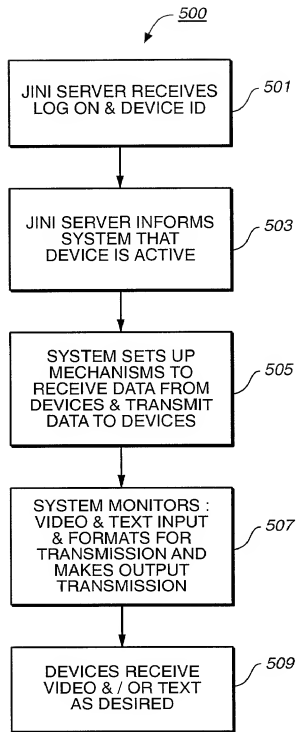 500
JINI SERVER RECEIVES
LOG ON & DEVICE ID
501
JINI SERVER INFORMS
SYSTEM THAT
DEVICE IS ACTIVE
503
SYSTEM SETS UP
MECHANISMS TO
RECEIVE DATA FROM
DEVICES & TRANSMIT
DATA TO DEVICES
505
SYSTEM MONITORS :
VIDEO & TEXT INPUT
& FORMATS FOR
TRANSMISSION AND
MAKES OUTPUT
TRANSMISSION
507
DEVICES RECEIVE
VIDEO & / OR TEXT
AS DESIRED
509